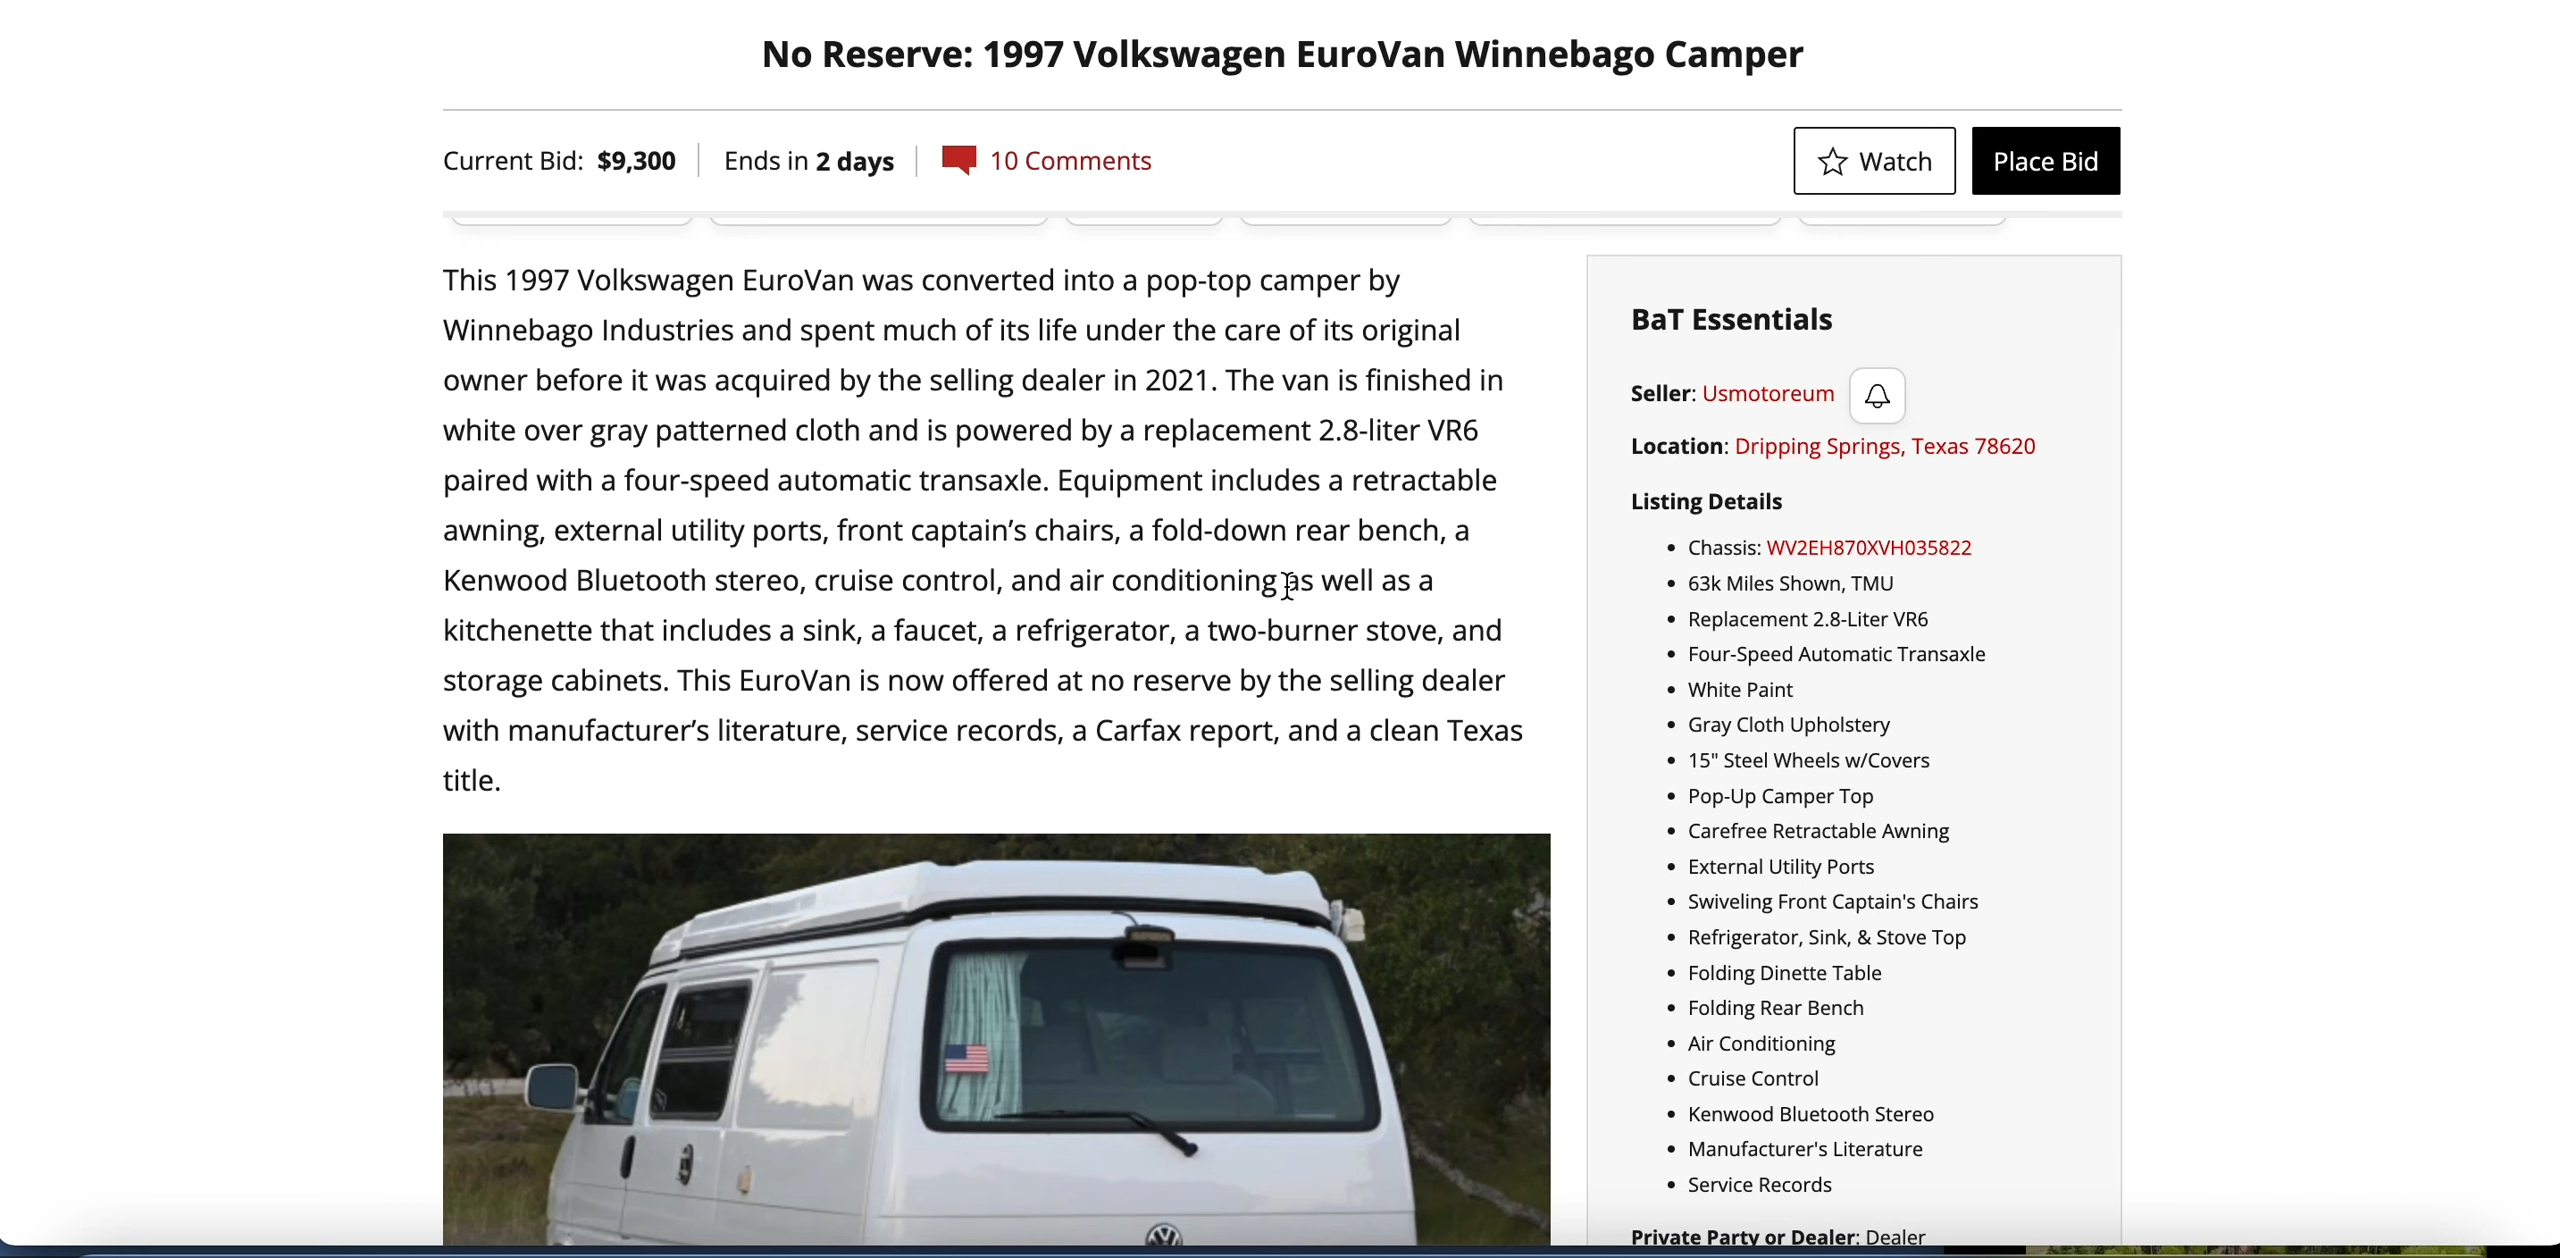 No Reserve: 1997 Volkswagen EuroVan Winnebago Camper
Current Bid: $9,300
Ends in 2 days
10 Comments
Watch
Place Bid
This 1997 Volkswagen EuroVan was converted into a pop-top camper by
Winnebago Industries and spent much of its life under the care of its original
owner before it was acquired by the selling dealer in 2021. The van is finished in
white over gray patterned cloth and is powered by a replacement 2.8-liter VR6
paired with a four-speed automatic transaxle. Equipment includes a retractable
awning, external utility ports, front captain’s chairs, a fold-down rear bench, a
Kenwood Bluetooth stereo, cruise control, and air conditioning as well as a
kitchenette that includes a sink, a faucet, a refrigerator, a two-burner stove, and
storage cabinets. This EuroVan is now offered at no reserve by the selling dealer
with manufacturer’s literature, service records, a Carfax report, and a clean Texas
title.
BaT Essentials
Seller: Usmotoreum
Location: Dripping Springs, Texas 78620
Listing Details
Chassis: WV2EH870XVH035822
63k Miles Shown, TMU
Replacement 2.8-Liter VR6
Four-Speed Automatic Transaxle
White Paint
Gray Cloth Upholstery
15" Steel Wheels w/Covers
Pop-Up Camper Top
Carefree Retractable Awning
External Utility Ports
Swiveling Front Captain's Chairs
Refrigerator, Sink, & Stove Top
Folding Dinette Table
Folding Rear Bench
Air Conditioning
Cruise Control
Kenwood Bluetooth Stereo
Manufacturer's Literature
Service Records
Private Party or Dealer: Dealer